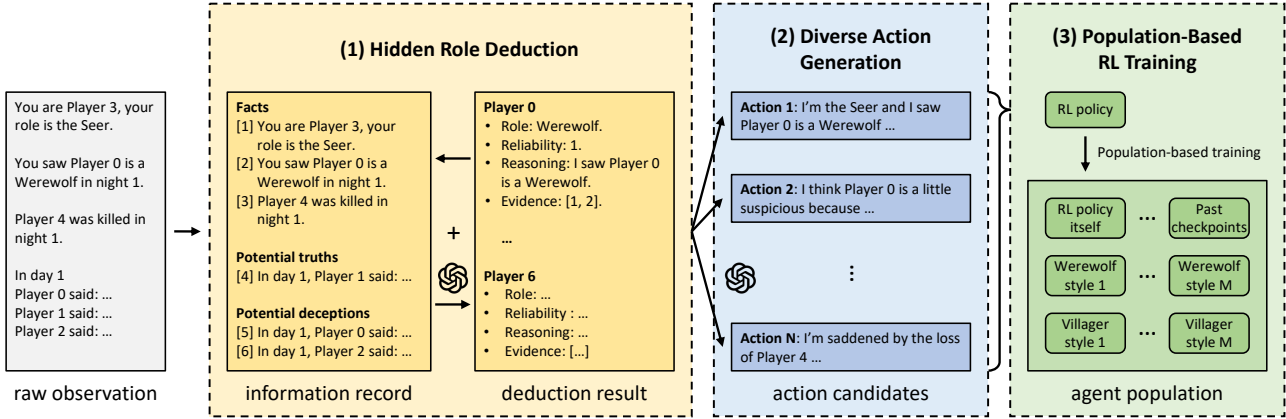 You are Player 3, your
role is the Seer.
You saw Player 0 is a
Werewolf in night 1.
Player 4 was killed in
night 1.
In day 1
Player 0 said: ...
Player 1 said: ...
Player 2 said: ...
raw observation
(1) Hidden Role Deduction
Facts
[1] You are Player 3, your
role is the Seer.
[2] You saw Player 0 is a
Werewolf in night 1.
[3] Player 4 was killed in
night 1.
Potential truths
[4] In day 1, Player 1 said: ...
Potential deceptions
[5] In day 1, Player 0 said: ...
[6] In day 1, Player 2 said: ...
information record
+
Player 0
• Role: Werewolf.
• Reliability: 1.
• Reasoning: I saw Player 0
is a Werewolf.
• Evidence: [1, 2].
...
Player 6
• Role: ...
• Reliability : ...
• Reasoning: ...
• Evidence: [...]
deduction result
(2) Diverse Action
Generation
Action 1: I'm the Seer and I saw
Player 0 is a Werewolf ...
Action 2: I think Player 0 is a little
suspicious because ...
⋮
Action N: I'm saddened by the loss
of Player 4 ...
action candidates
(3) Population-Based
RL Training
RL policy
Population-based training
RL policy
itself
...
Past
checkpoints
Werewolf
style 1
...
Werewolf
style M
Villager
style 1
...
Villager
style M
agent population